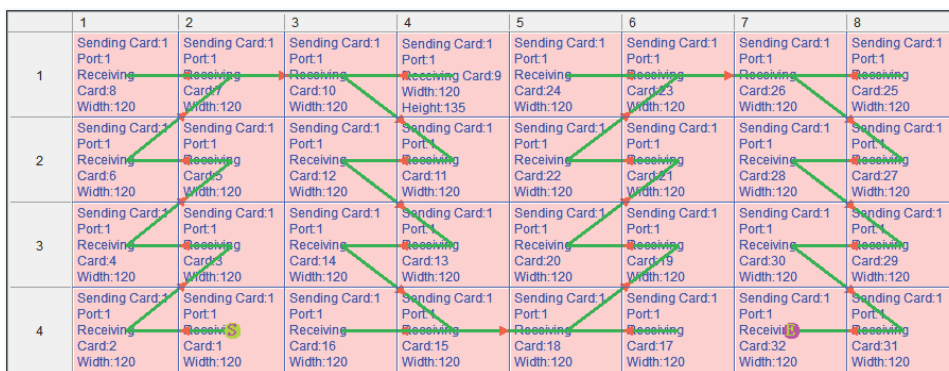 1 2 3 4 5 6 7 8
1
Sending Card:1
Port:1
Receiving
Card:8
Width:120
Sending Card:1
Port:1
Receiving
Card:7
Width:120
Sending Card:1
Port:1
Receiving
Card:10
Width:120
Sending Card:1
Port:1
Receiving Card:9
Width:120
Height:135
Sending Card:1
Port:1
Receiving
Card:24
Width:120
Sending Card:1
Port:1
Receiving
Card:23
Width:120
Sending Card:1
Port:1
Receiving
Card:26
Width:120
Sending Card:1
Port:1
Receiving
Card:25
Width:120
2
Sending Card:1
Port:1
Receiving
Card:6
Width:120
Sending Card:1
Port:1
Receiving
Card:5
Width:120
Sending Card:1
Port:1
Receiving
Card:12
Width:120
Sending Card:1
Port:1
Receiving
Card:11
Width:120
Sending Card:1
Port:1
Receiving
Card:22
Width:120
Sending Card:1
Port:1
Receiving
Card:21
Width:120
Sending Card:1
Port:1
Receiving
Card:28
Width:120
Sending Card:1
Port:1
Receiving
Card:27
Width:120
3
Sending Card:1
Port:1
Receiving
Card:4
Width:120
Sending Card:1
Port:1
Receiving
Card:3
Width:120
Sending Card:1
Port:1
Receiving
Card:14
Width:120
Sending Card:1
Port:1
Receiving
Card:13
Width:120
Sending Card:1
Port:1
Receiving
Card:20
Width:120
Sending Card:1
Port:1
Receiving
Card:19
Width:120
Sending Card:1
Port:1
Receiving
Card:30
Width:120
Sending Card:1
Port:1
Receiving
Card:29
Width:120
4
Sending Card:1
Port:1
Receiving
Card:2
Width:120
Sending Card:1
Port:1
Receivi S
Card:1
Width:120
Sending Card:1
Port:1
Receiving
Card:16
Width:120
Sending Card:1
Port:1
Receiving
Card:15
Width:120
Sending Card:1
Port:1
Receiving
Card:18
Width:120
Sending Card:1
Port:1
Receiving
Card:17
Width:120
Sending Card:1
Port:1
Receivin E
Card:32
Width:120
Sending Card:1
Port:1
Receiving
Card:31
Width:120